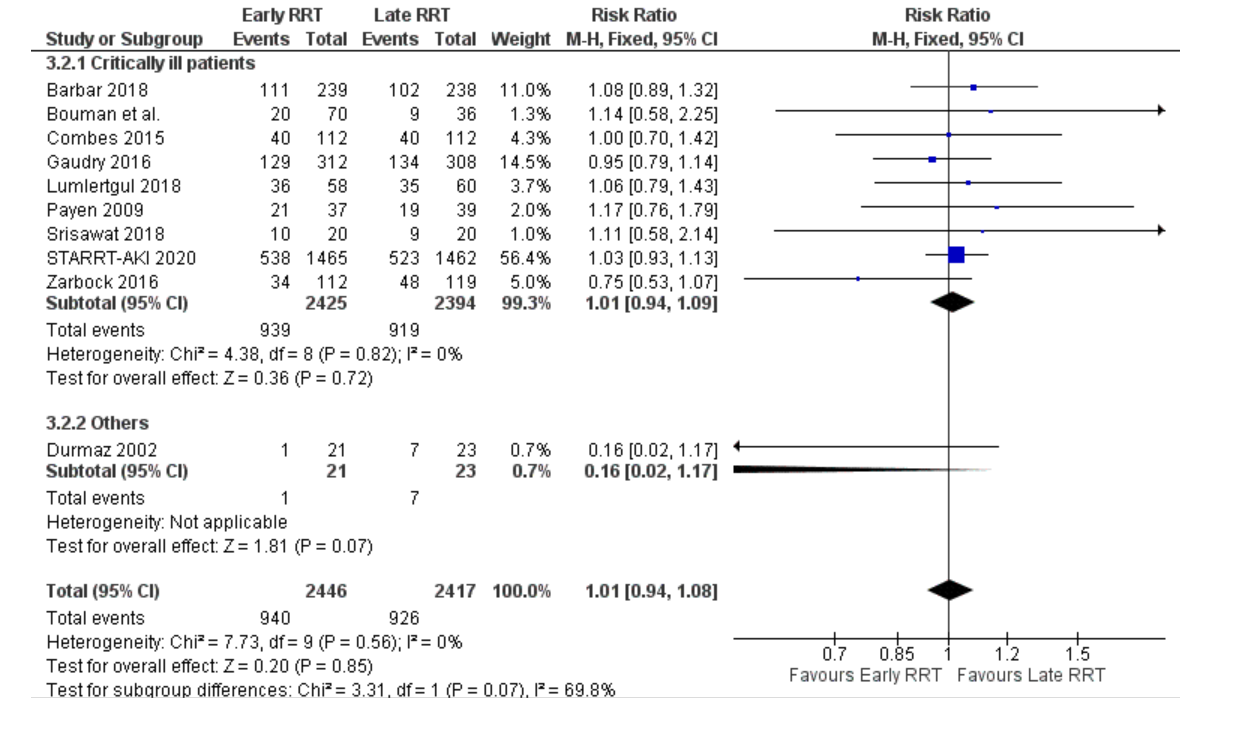 Early RRT Late RRT Risk Ratio Risk Ratio
Study or Subgroup Events Total Events Total Weight M-H, Fixed, 95% CI M-H, Fixed, 95% CI
3.2.1 Critically ill patients
Barbar 2018 111 239 102 238 11.0% 1.08 [0.89, 1.32]
Bouman et al. 20 70 9 36 1.3% 1.14 [0.58, 2.25]
Combes 2015 40 112 40 112 4.3% 1.00 [0.70, 1.42]
Gaudry 2016 129 312 134 308 14.5% 0.95 [0.79, 1.14]
Lumlertgul 2018 36 58 35 60 3.7% 1.06 [0.79, 1.43]
Payen 2009 21 37 19 39 2.0% 1.17 [0.76, 1.79]
Srisawat 2018 10 20 9 20 1.0% 1.11 [0.58, 2.14]
STARRT-AKI 2020 538 1465 523 1462 56.4% 1.03 [0.93, 1.13]
Zarbock 2016 34 112 48 119 5.0% 0.75 [0.53, 1.07]
Subtotal (95% CI) 2425 2394 99.3% 1.01 [0.94, 1.09]
Total events 939 919
Heterogeneity: Chi² = 4.38, df = 8 (P = 0.82); I² = 0%
Test for overall effect: Z = 0.36 (P = 0.72)
3.2.2 Others
Durmaz 2002 1 21 7 23 0.7% 0.16 [0.02, 1.17]
Subtotal (95% CI) 21 23 0.7% 0.16 [0.02, 1.17]
Total events 1 7
Heterogeneity: Not applicable
Test for overall effect: Z = 1.81 (P = 0.07)
Total (95% CI) 2446 2417 100.0% 1.01 [0.94, 1.08]
Total events 940 926
Heterogeneity: Chi² = 7.73, df = 9 (P = 0.56); I² = 0%
Test for overall effect: Z = 0.20 (P = 0.85)
Test for subgroup differences: Chi² = 3.31, df = 1 (P = 0.07), I² = 69.8%
0.7 0.85 1 1.2 1.5
Favours Early RRT Favours Late RRT